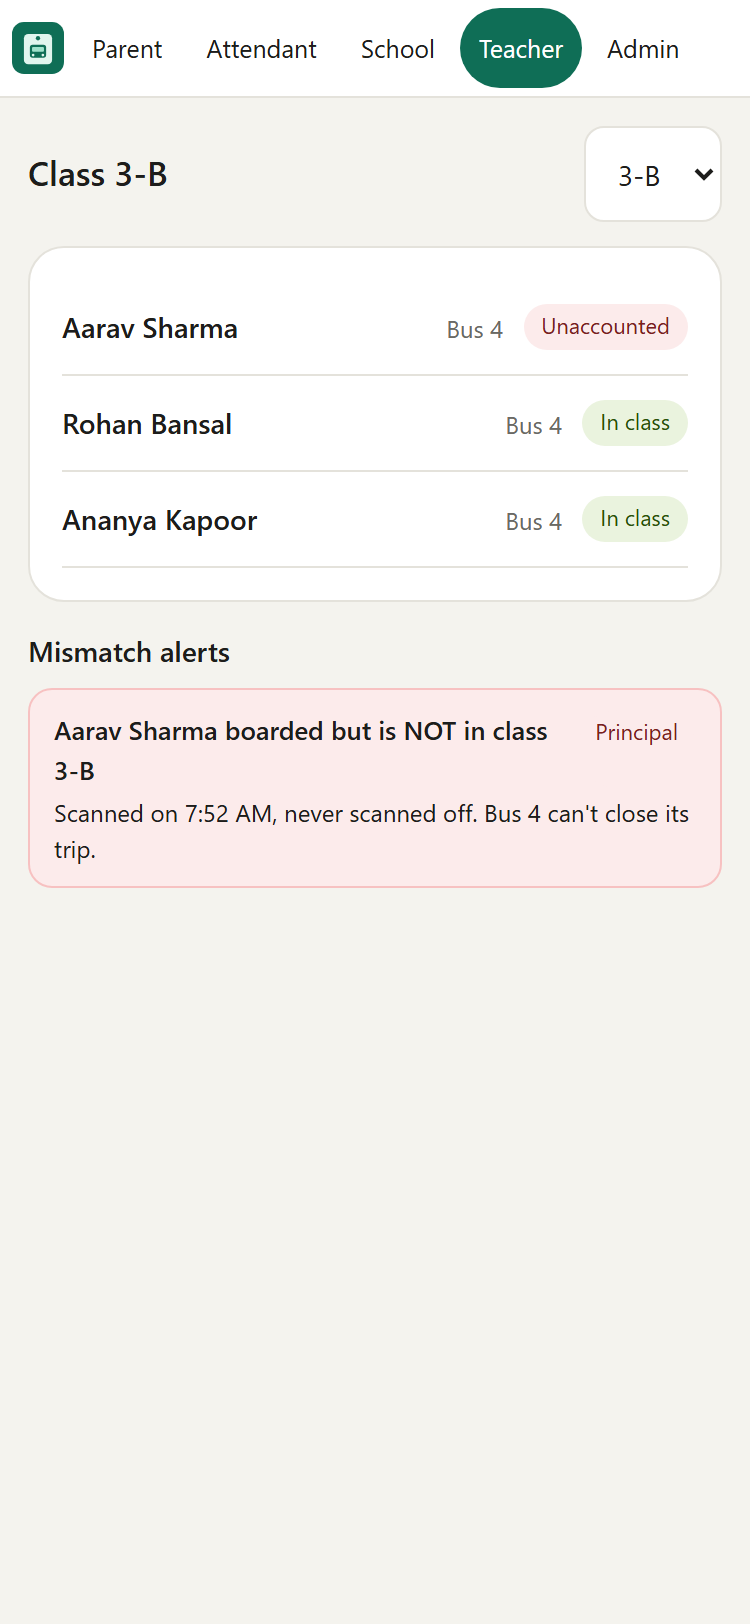 Parent Attendant School Teacher Admin
Class 3-B 3-B
Aarav Sharma Bus 4 Unaccounted
Rohan Bansal Bus 4 In class
Ananya Kapoor Bus 4 In class
Mismatch alerts
Aarav Sharma boarded but is NOT in class Principal
3-B
Scanned on 7:52 AM, never scanned off. Bus 4 can't close its
trip.